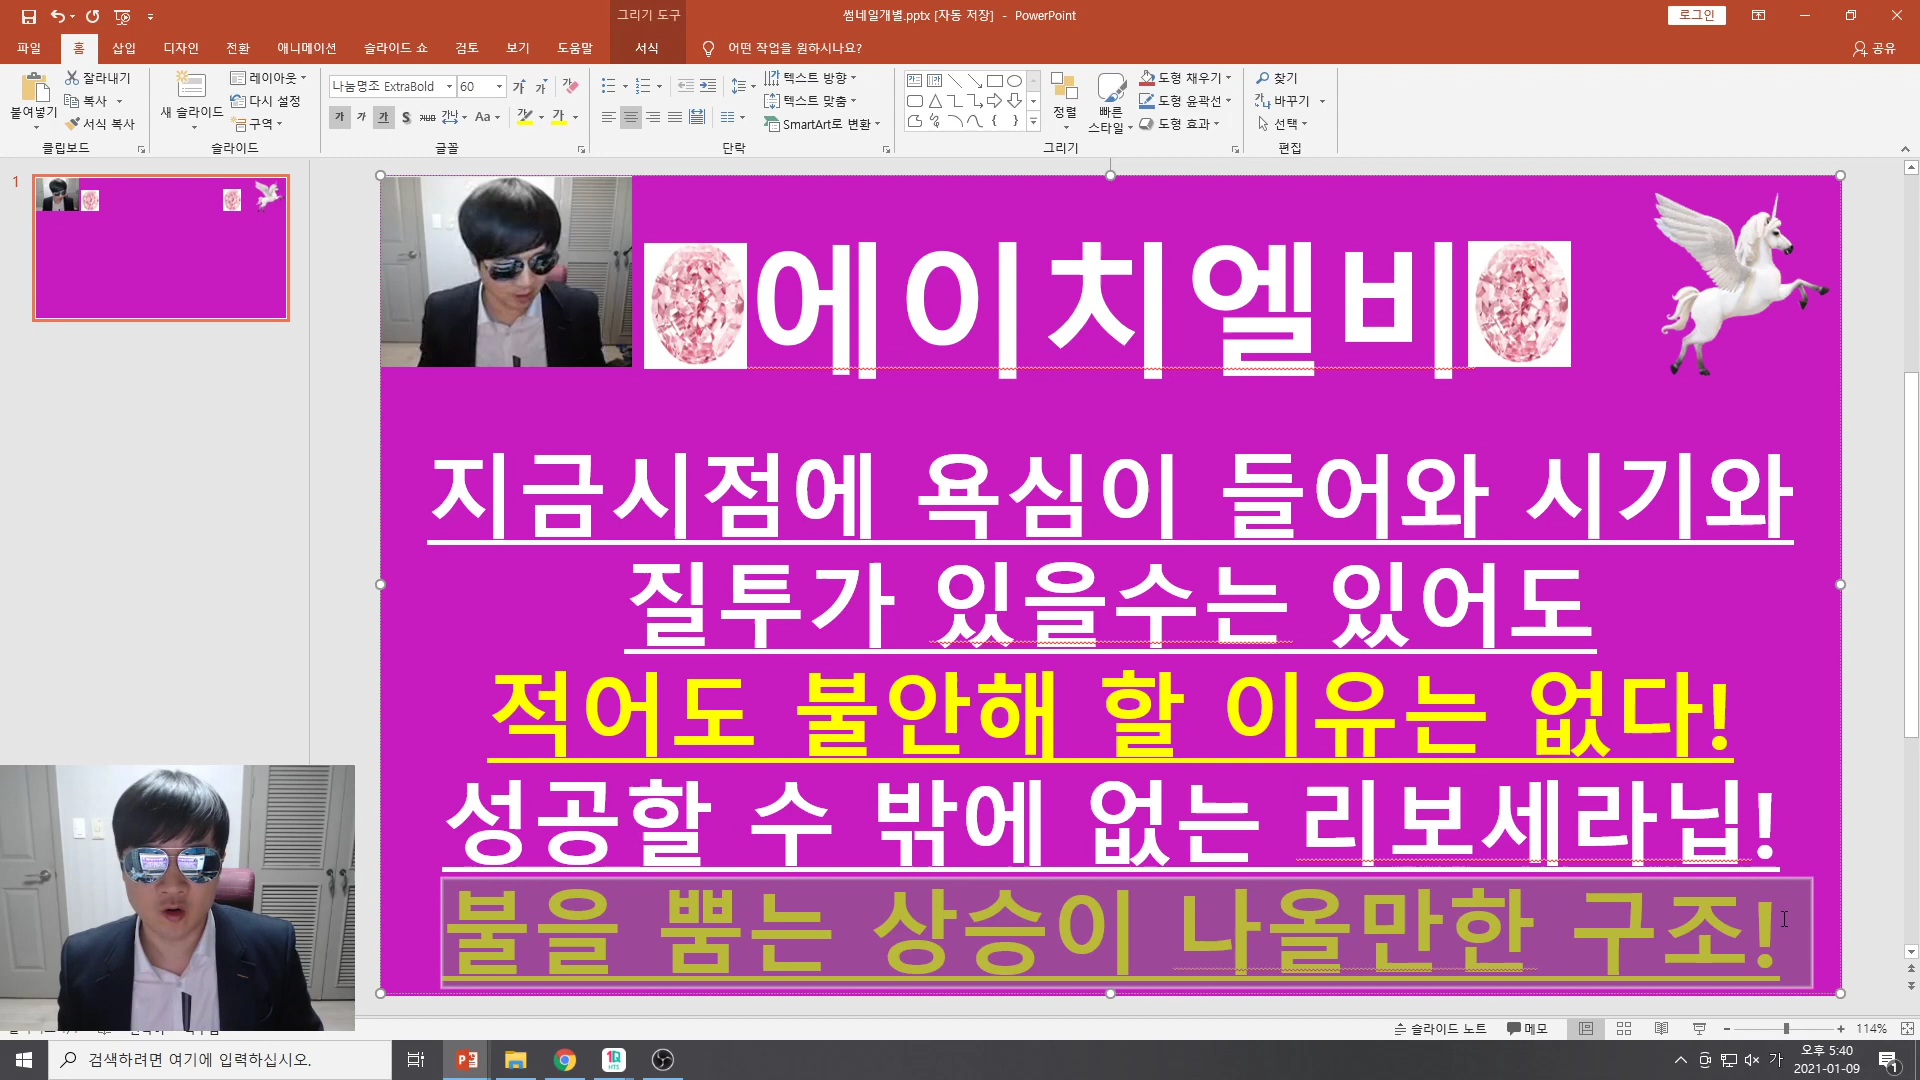 그리기 도구
썸네일개별.pptx [자동 저장] - PowerPoint
로그인
파일 홈 삽입 디자인 전환 애니메이션 슬라이드 쇼 검토 보기 도움말 서식 어떤 작업을 원하시나요? 공유
붙여넣기
잘라내기
복사
서식 복사
클립보드
새 슬라이드
레이아웃
다시 설정
구역
슬라이드
나눔명조 ExtraBold 60
가 가 가 S abc 간 Aa 가
글꼴
텍스트 방향
텍스트 맞춤
SmartArt로 변환
단락
정렬
빠른
스타일
도형 채우기
도형 윤곽선
도형 효과
그리기
찾기
바꾸기
선택
편집
1
에이치엘비
지금시점에 욕심이 들어와 시기와
질투가 있을수는 있어도
적어도 불안해 할 이유는 없다!
성공할 수 밖에 없는 리보세라닙!
불을 뿜는 상승이 나올만한 구조!
슬라이드 노트 메모 114%
검색하려면 여기에 입력하십시오.
가
오후 5:40
2021-01-09
1